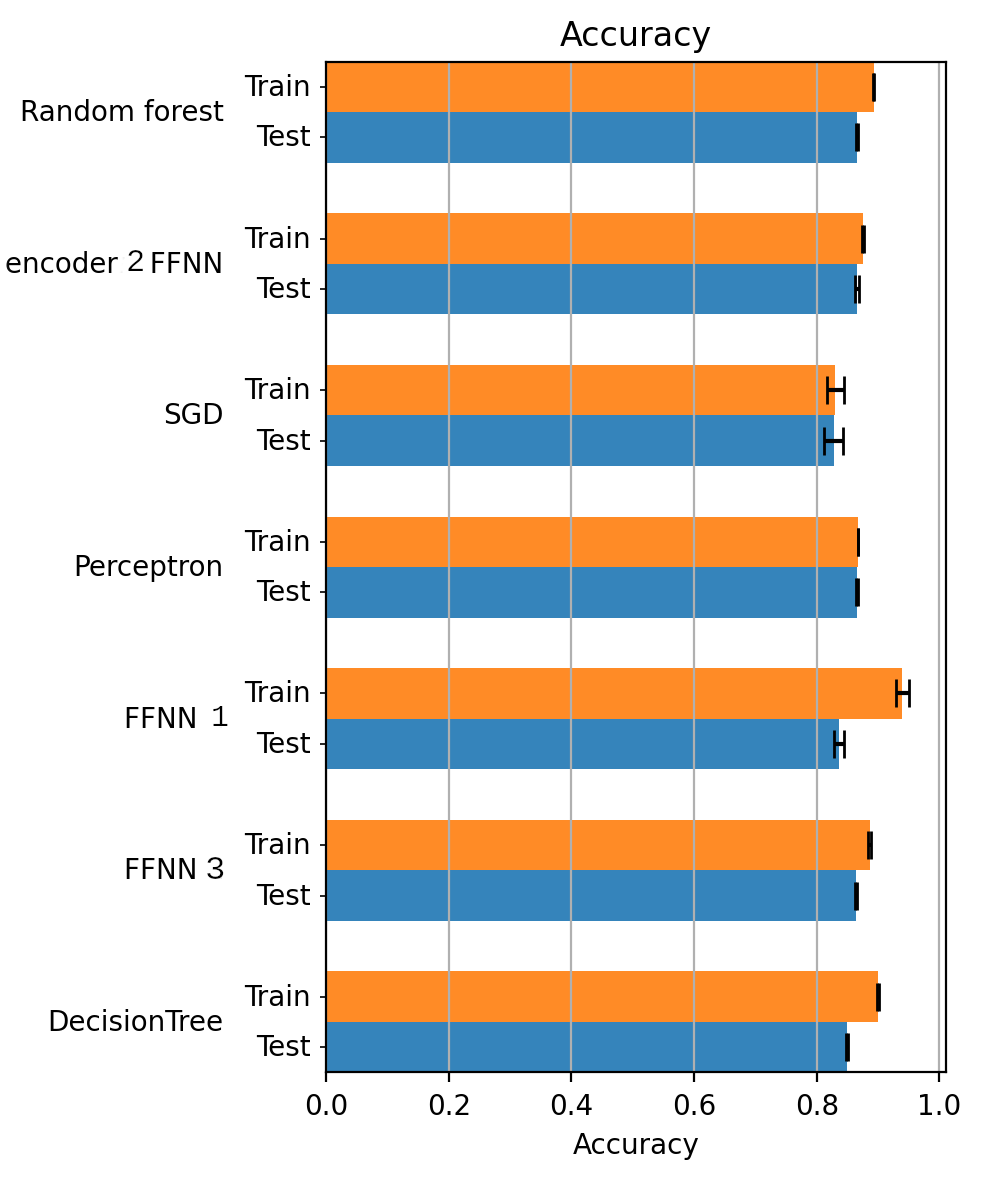 Accuracy
Train
Random forest
Test
Train
encoder 2 FFNN
Test
Train
SGD
Test
Train
Perceptron
Test
Train
FFNN 1
Test
Train
FFNN 3
Test
Train
DecisionTree
Test
0.0 0.2 0.4 0.6 0.8 1.0
Accuracy